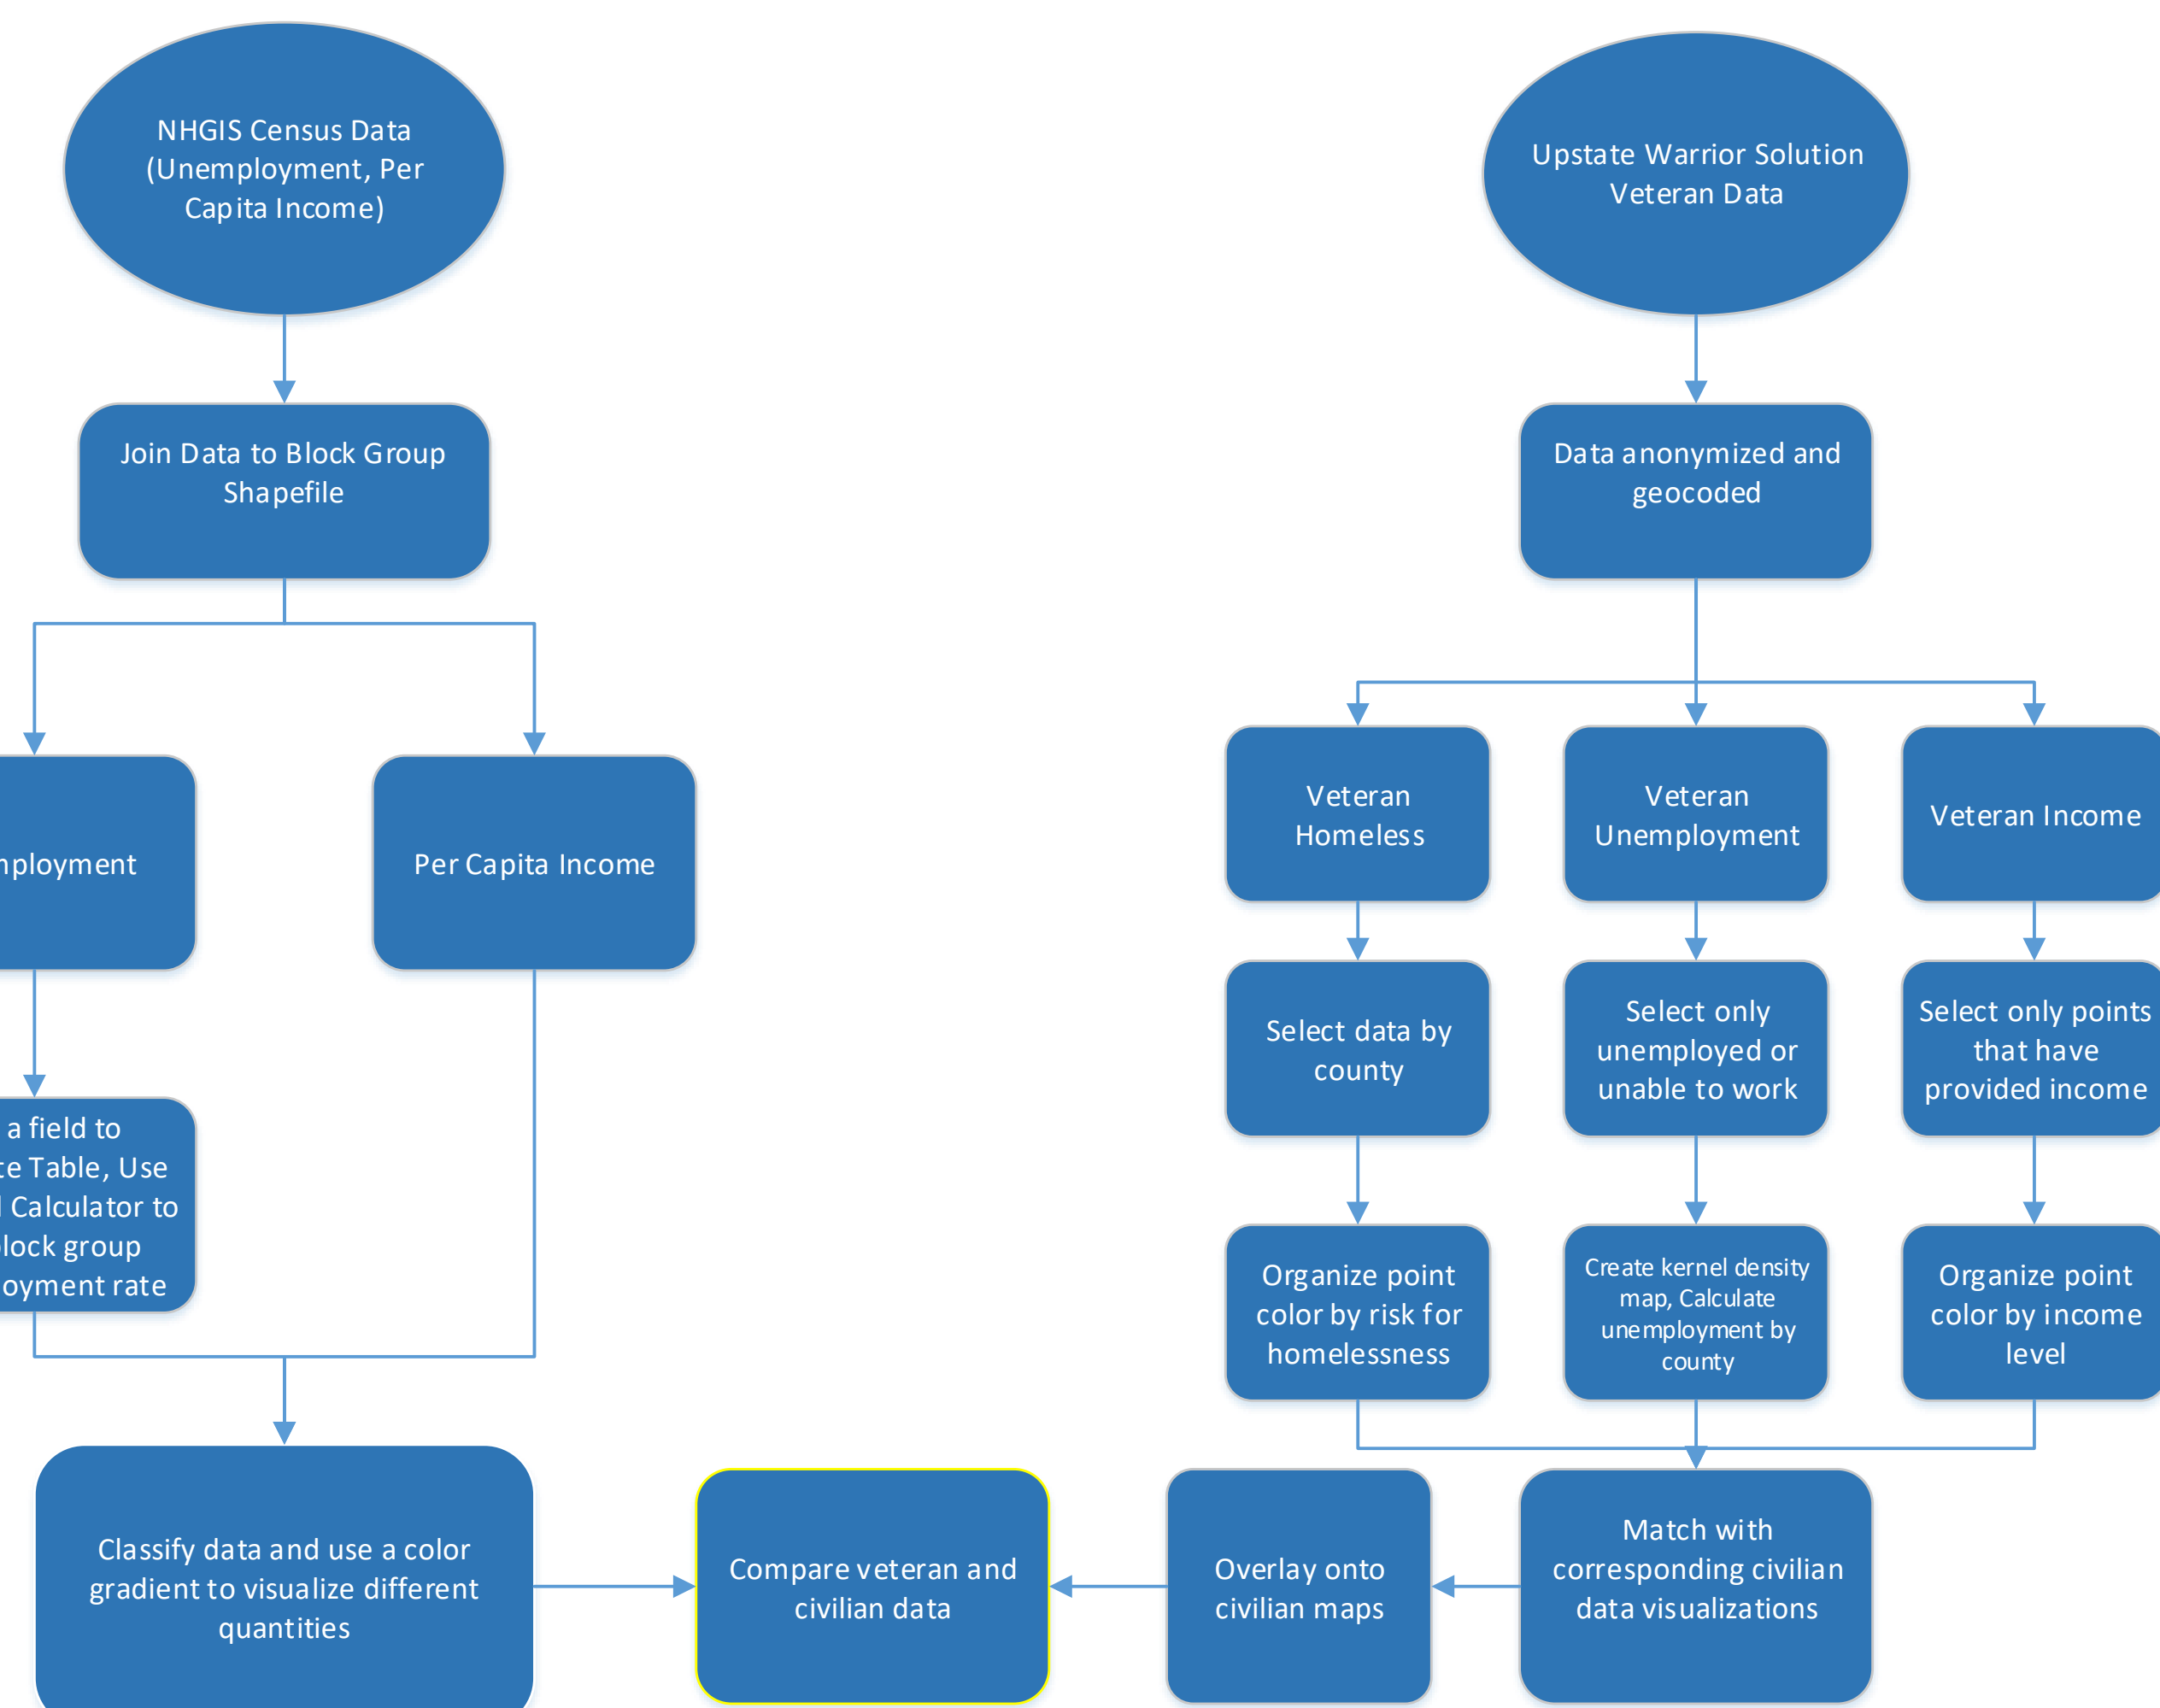 NHGIS Census Data
(Unemployment, Per
Capita Income)
Upstate Warrior Solution
Veteran Data
Join Data to Block Group
Shapefile
Data anonymized and
geocoded
Per Capita Income
Veteran
Homeless
Veteran
Unemployment
Veteran Income
Select data by
county
Select only
unemployed or
unable to work
Select only points
that have
provided income
a field to
Table, Use
Calculator to
group
rate
Organize point
color by risk for
homelessness
Create kernel density
map, Calculate
unemployment by
county
Organize point
color by income
level
Classify data and use a color
gradient to visualize different
quantities
Compare veteran and
civilian data
Overlay onto
civilian maps
Match with
corresponding civilian
data visualizations